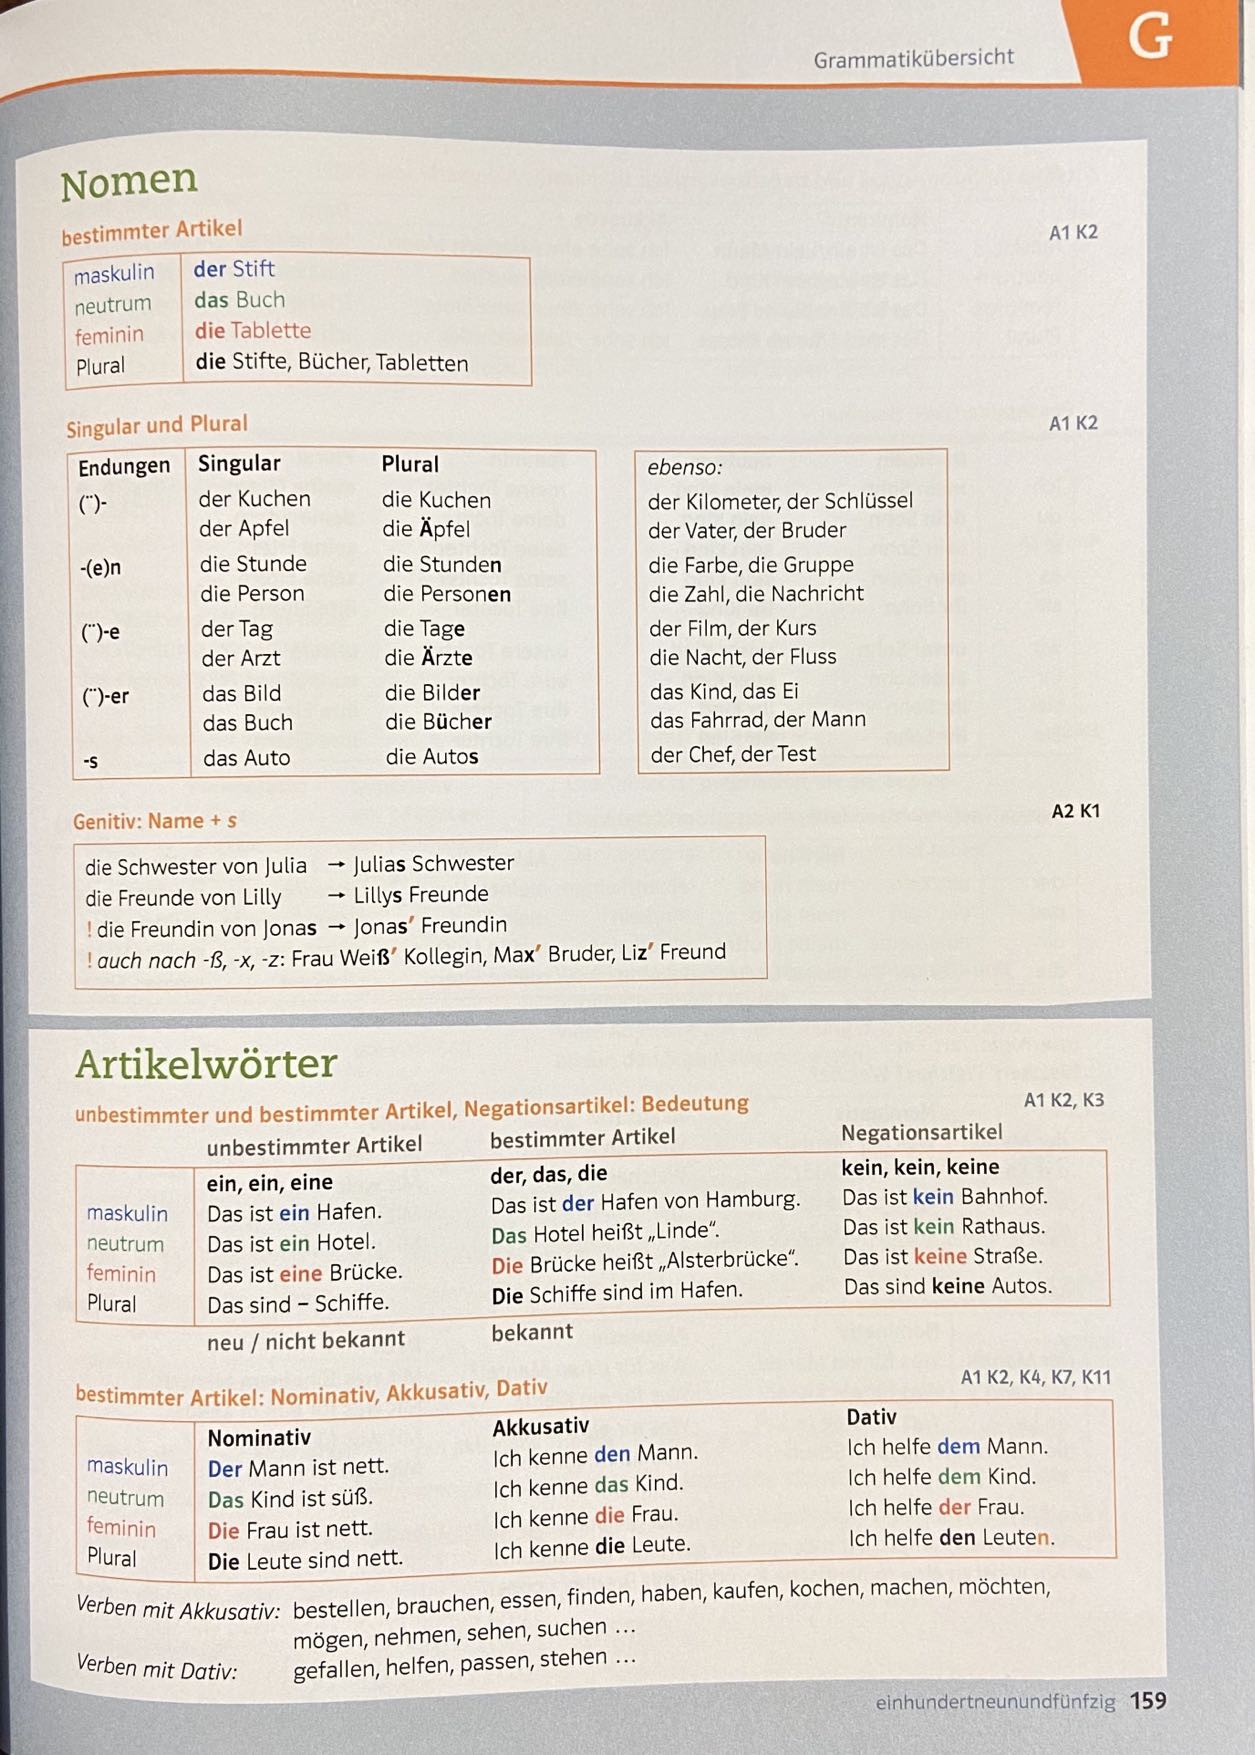 Grammatikübersicht
G
Nomen
bestimmter Artikel A1 K2
maskulin der Stift
neutrum das Buch
feminin die Tablette
Plural die Stifte, Bücher, Tabletten
Singular und Plural A1 K2
Endungen Singular Plural ebenso:
(¨)- der Kuchen die Kuchen der Kilometer, der Schlüssel
der Apfel die Äpfel der Vater, der Bruder
-(e)n die Stunde die Stunden die Farbe, die Gruppe
die Person die Personen die Zahl, die Nachricht
(¨)-e der Tag die Tage der Film, der Kurs
der Arzt die Ärzte die Nacht, der Fluss
(¨)-er das Bild die Bilder das Kind, das Ei
das Buch die Bücher das Fahrrad, der Mann
-s das Auto die Autos der Chef, der Test
Genitiv: Name + s A2 K1
die Schwester von Julia → Julias Schwester
die Freunde von Lilly → Lillys Freunde
! die Freundin von Jonas → Jonas’ Freundin
! auch nach -ß, -x, -z: Frau Weiß’ Kollegin, Max’ Bruder, Liz’ Freund
Artikelwörter
unbestimmter und bestimmter Artikel, Negationsartikel: Bedeutung A1 K2, K3
unbestimmter Artikel bestimmter Artikel Negationsartikel
ein, ein, eine der, das, die kein, kein, keine
maskulin Das ist ein Hafen. Das ist der Hafen von Hamburg. Das ist kein Bahnhof.
neutrum Das ist ein Hotel. Das Hotel heißt „Linde“. Das ist kein Rathaus.
feminin Das ist eine Brücke. Die Brücke heißt „Alsterbrücke“. Das ist keine Straße.
Plural Das sind – Schiffe. Die Schiffe sind im Hafen. Das sind keine Autos.
neu / nicht bekannt bekannt
bestimmter Artikel: Nominativ, Akkusativ, Dativ A1 K2, K4, K7, K11
Nominativ Akkusativ Dativ
maskulin Der Mann ist nett. Ich kenne den Mann. Ich helfe dem Mann.
neutrum Das Kind ist süß. Ich kenne das Kind. Ich helfe dem Kind.
feminin Die Frau ist nett. Ich kenne die Frau. Ich helfe der Frau.
Plural Die Leute sind nett. Ich kenne die Leute. Ich helfe den Leuten.
Verben mit Akkusativ: bestellen, brauchen, essen, finden, haben, kaufen, kochen, machen, möchten,
mögen, nehmen, sehen, suchen ...
Verben mit Dativ: gefallen, helfen, passen, stehen ...
einhundertneunundfünfzig 159